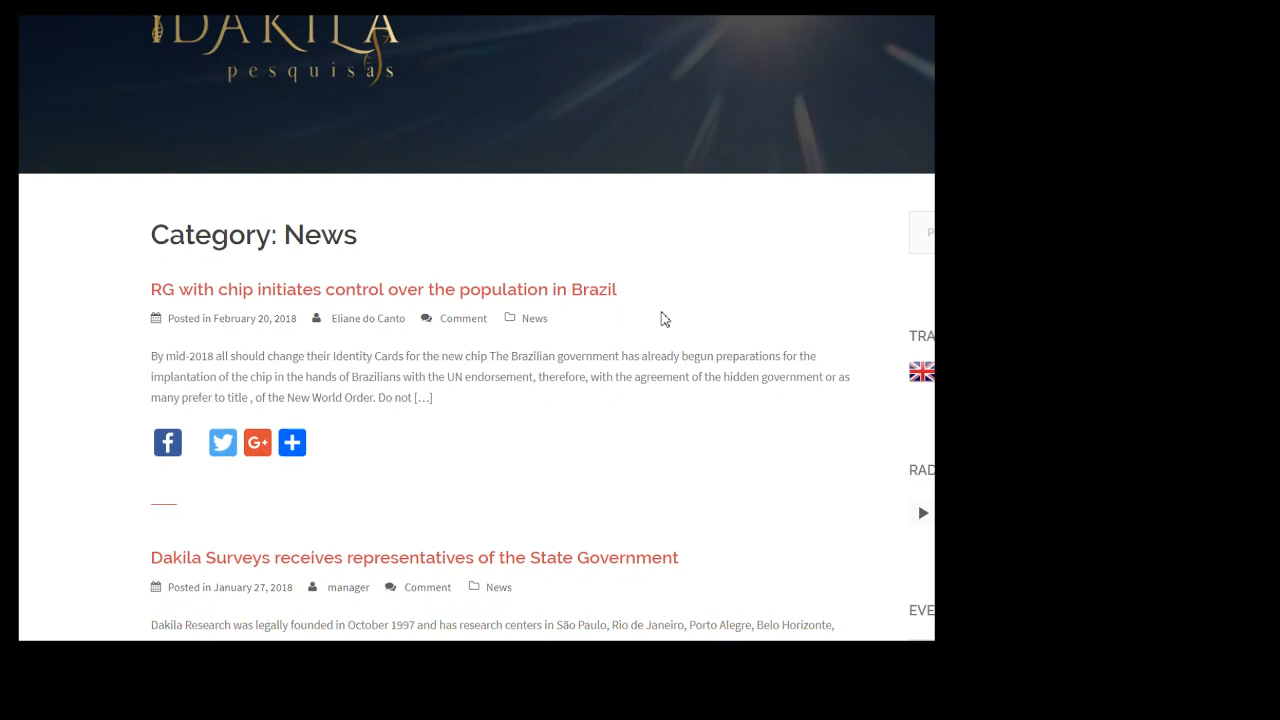 DAKILA
pesquisas
Category: News
RG with chip initiates control over the population in Brazil
Posted in February 20, 2018 Eliane do Canto Comment News
By mid-2018 all should change their Identity Cards for the new chip The Brazilian government has already begun preparations for the
implantation of the chip in the hands of Brazilians with the UN endorsement, therefore, with the agreement of the hidden government or as
many prefer to title , of the New World Order. Do not […]
Dakila Surveys receives representatives of the State Government
Posted in January 27, 2018 manager Comment News
Dakila Research was legally founded in October 1997 and has research centers in São Paulo, Rio de Janeiro, Porto Alegre, Belo Horizonte,
P
TRA
RAD
EVE